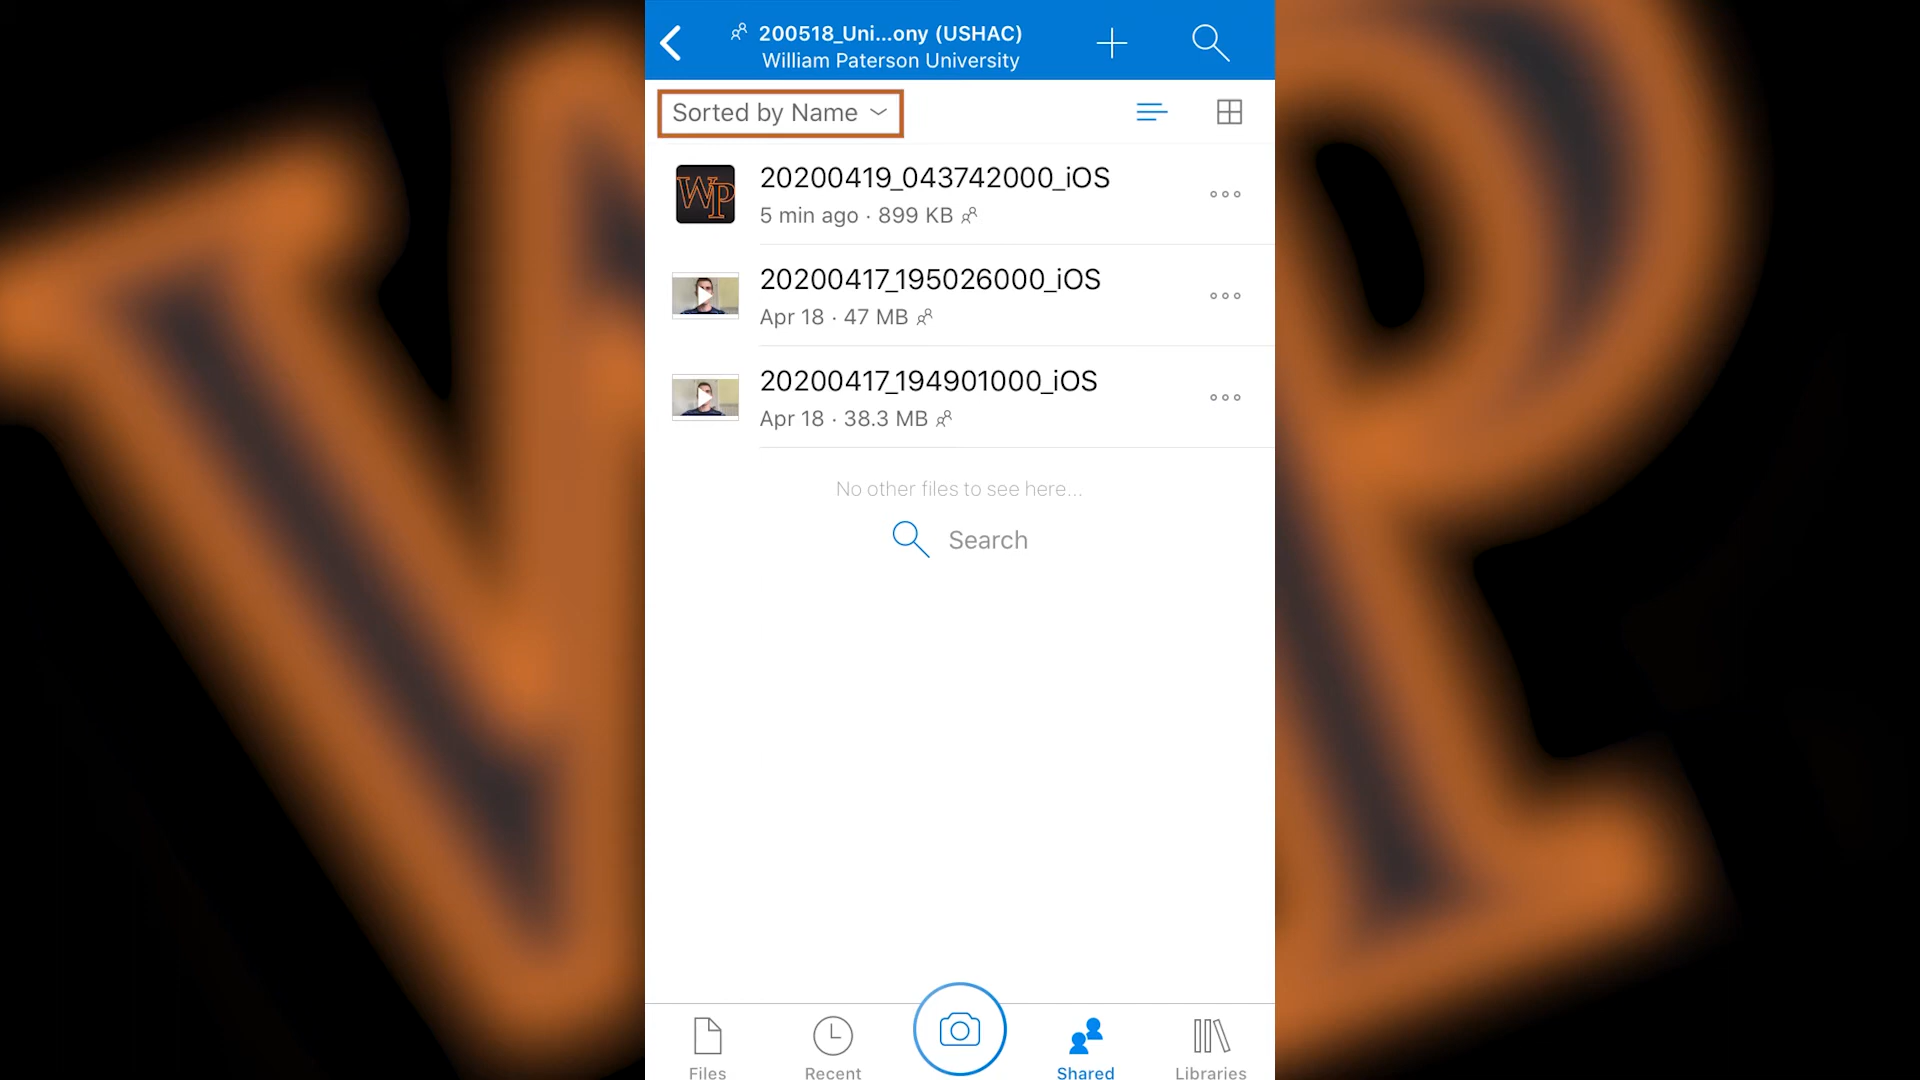 200518_Uni...ony (USHAC)
William Paterson University
Sorted by Name
20200419_043742000_iOS
5 min ago · 899 KB
WP
20200417_195026000_iOS
Apr 18 · 47 MB
20200417_194901000_iOS
Apr 18 · 38.3 MB
No other files to see here...
Search
Files
Recent
Shared
Libraries